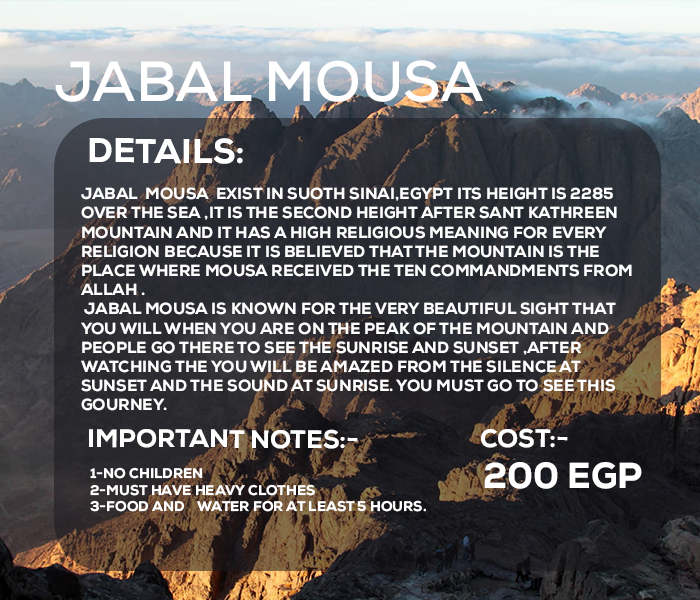 JABAL MOUSA
DETAILS:
JABAL MOUSA EXIST IN SUOTH SINAI,EGYPT ITS HEIGHT IS 2285
OVER THE SEA ,IT IS THE SECOND HEIGHT AFTER SANT KATHREEN
MOUNTAIN AND IT HAS A HIGH RELIGIOUS MEANING FOR EVERY
RELIGION BECAUSE IT IS BELIEVED THAT THE MOUNTAIN IS THE
PLACE WHERE MOUSA RECEIVED THE TEN COMMANDMENTS FROM
ALLAH .
JABAL MOUSA IS KNOWN FOR THE VERY BEAUTIFUL SIGHT THAT
YOU WILL WHEN YOU ARE ON THE PEAK OF THE MOUNTAIN AND
PEOPLE GO THERE TO SEE THE SUNRISE AND SUNSET ,AFTER
WATCHING THE YOU WILL BE AMAZED FROM THE SILENCE AT
SUNSET AND THE SOUND AT SUNRISE. YOU MUST GO TO SEE THIS
GOURNEY.
IMPORTANT NOTES:-
1-NO CHILDREN
2-MUST HAVE HEAVY CLOTHES
3-FOOD AND WATER FOR AT LEAST 5 HOURS.
COST:-
200 EGP